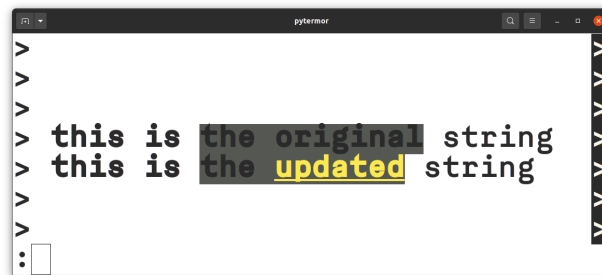 pytermor
> >
> >
> >
> this is the original string >
> this is the updated string >
> >
> >
: